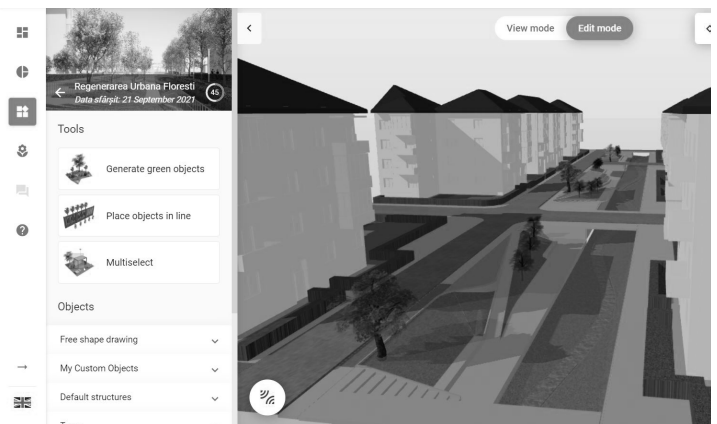 View mode
Edit mode
Regenerarea Urbana Floresti
Data sfârșit: 21 September 2021
45
Tools
Generate green objects
Place objects in line
Multiselect
Objects
Free shape drawing
My Custom Objects
Default structures